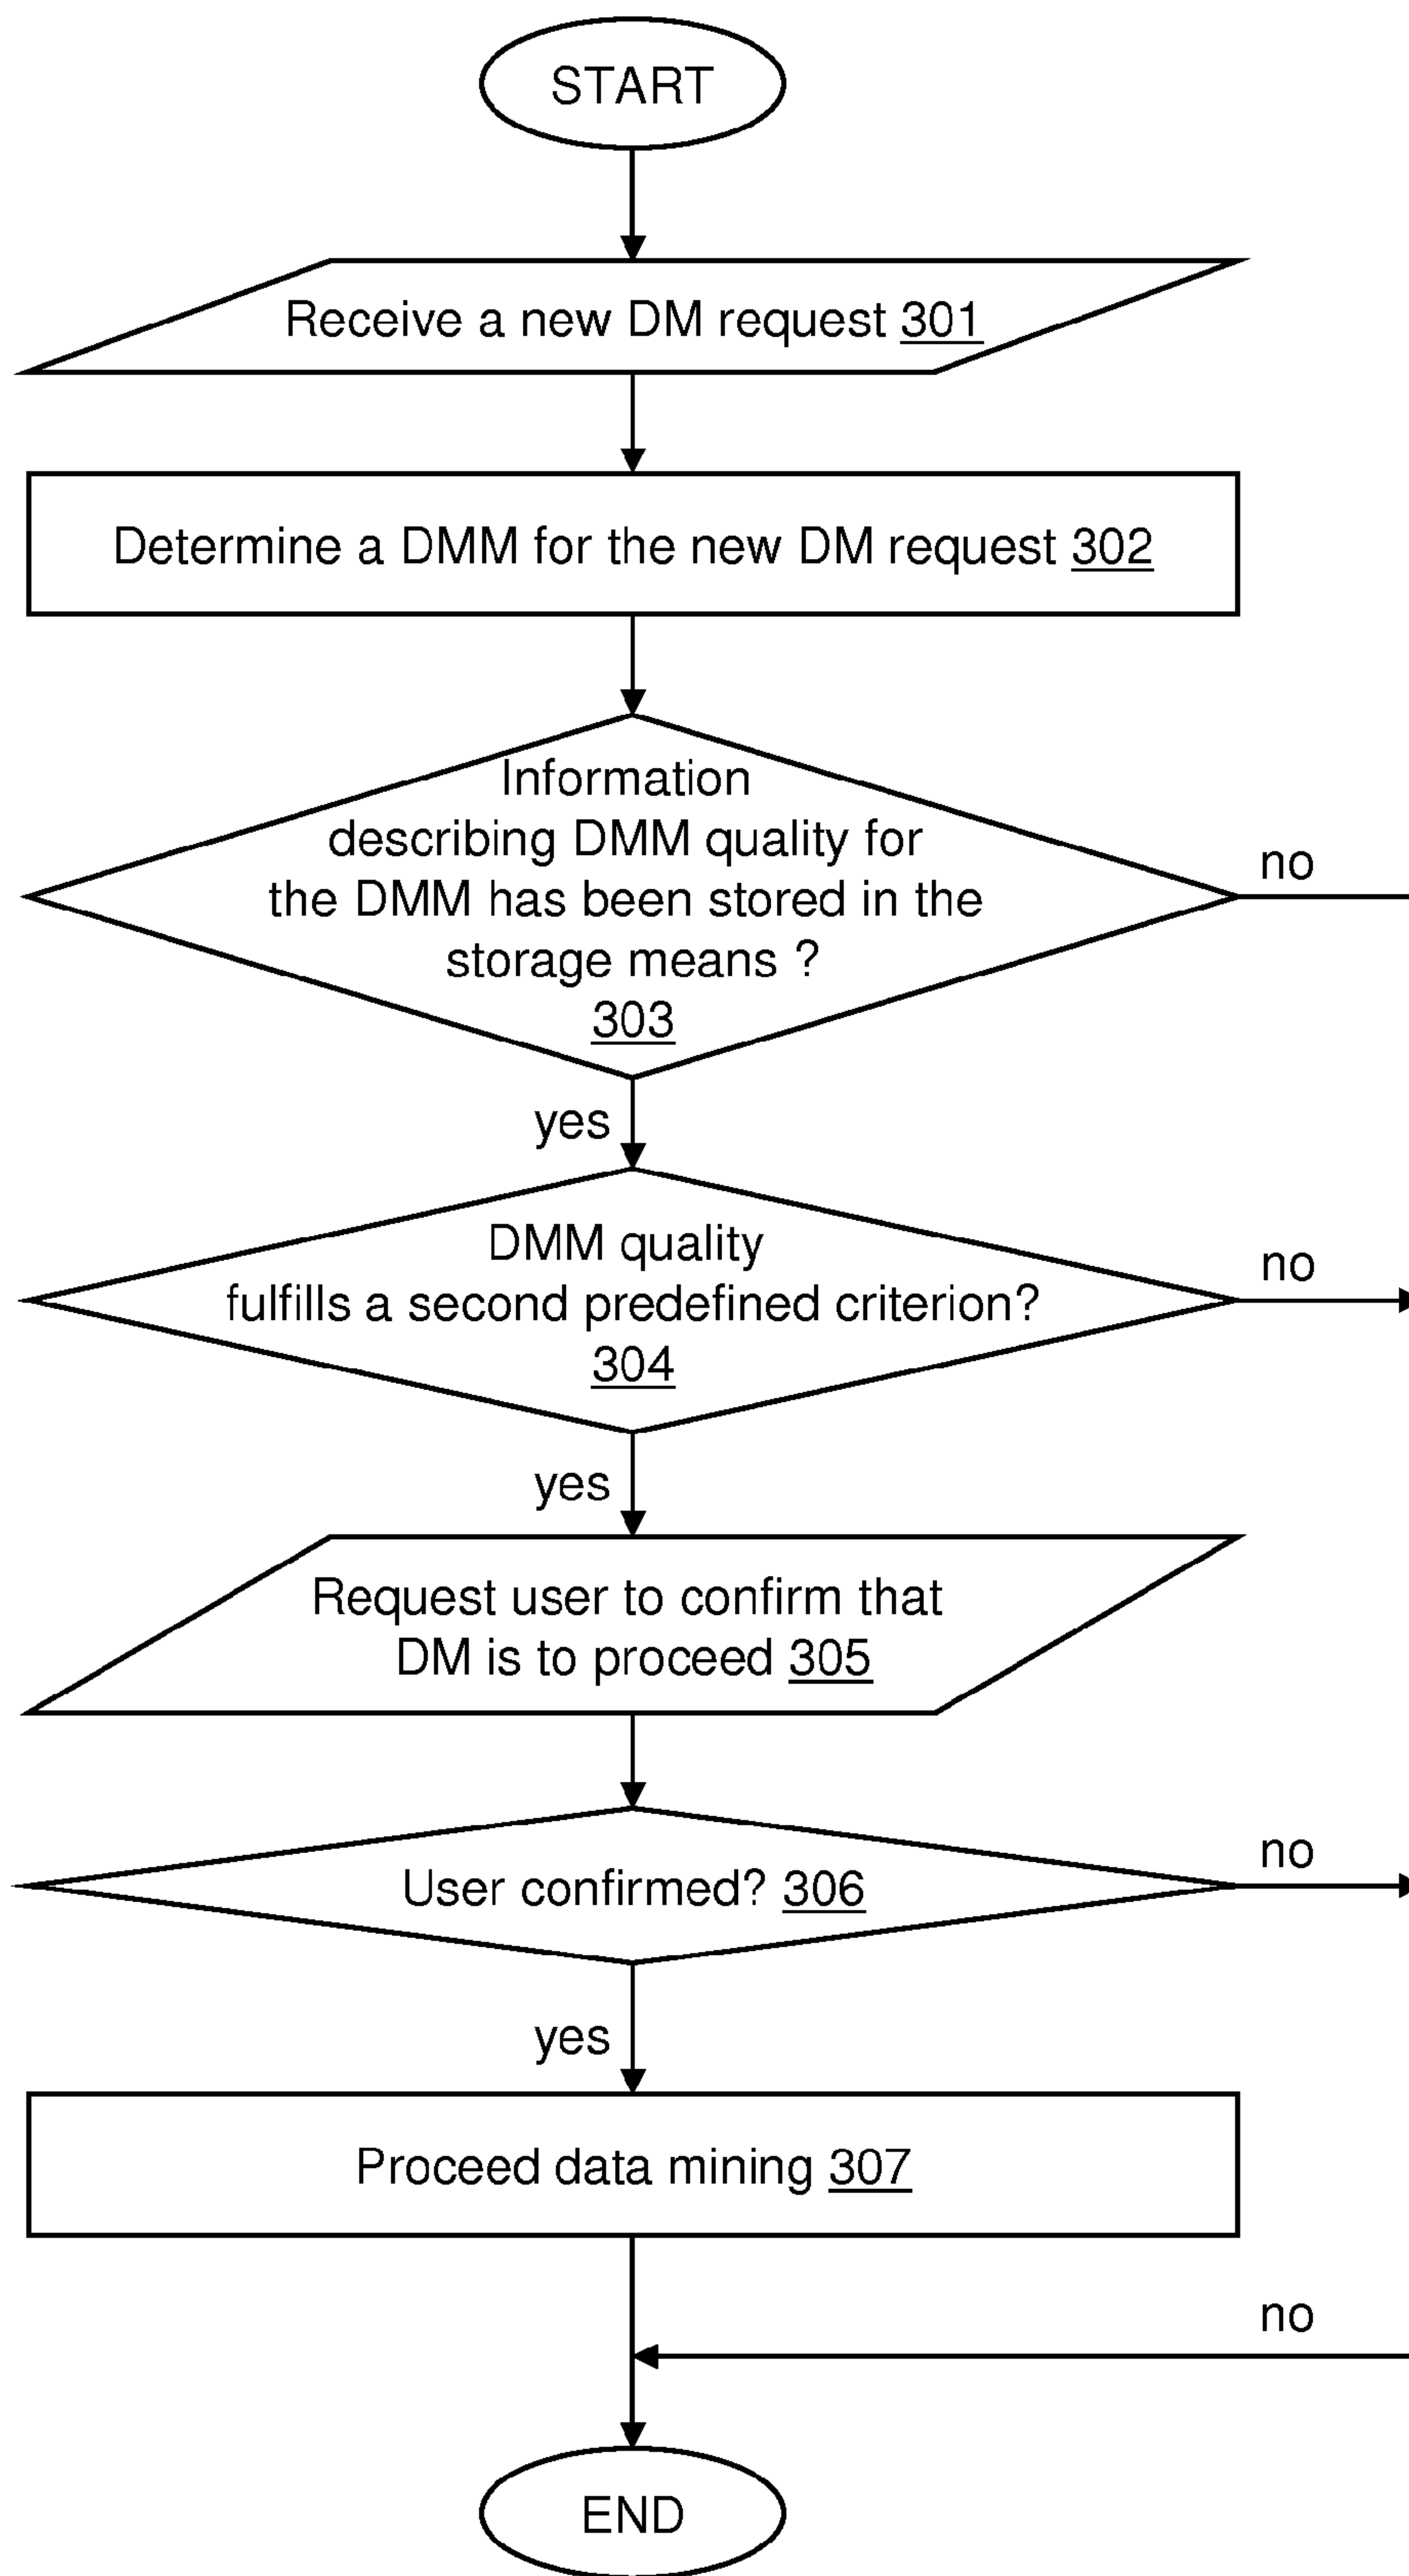 START
Receive a new DM request 301
Determine a DMM for the new DM request 302
Information
describing DMM quality for
the DMM has been stored in the
storage means ?
303
no
yes
DMM quality
fulfills a second predefined criterion?
304
no
yes
Request user to confirm that
DM is to proceed 305
User confirmed? 306
no
yes
Proceed data mining 307
no
END